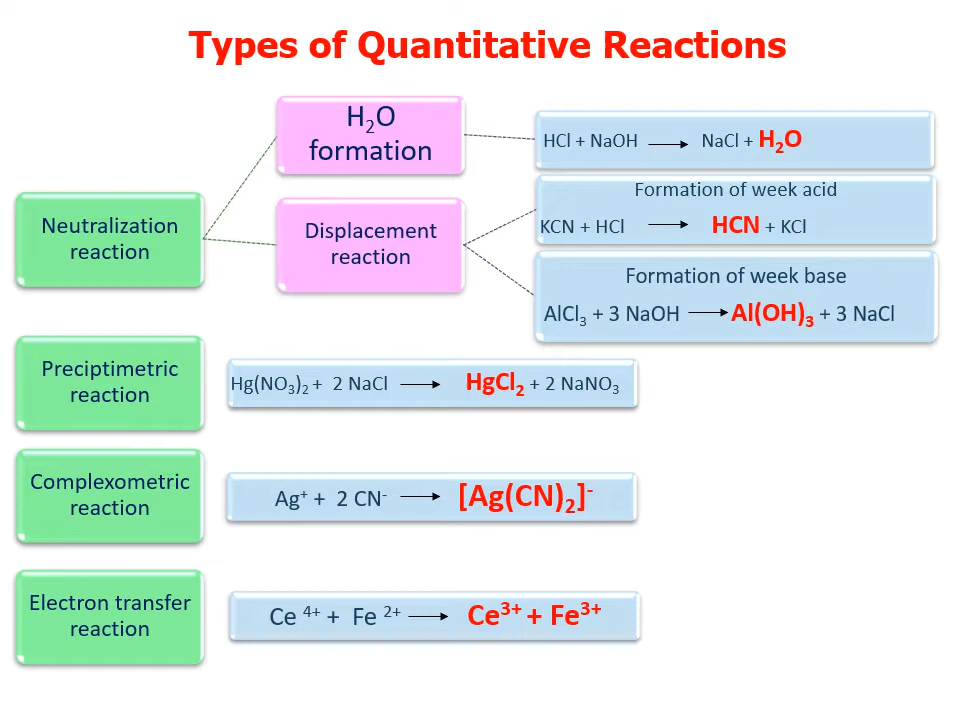 Types of Quantitative Reactions
H₂O
formation
HCl + NaOH ⟶ NaCl + H₂O
Neutralization
reaction
Displacement
reaction
Formation of week acid
KCN + HCl ⟶ HCN + KCl
Formation of week base
AlCl₃ + 3 NaOH ⟶ Al(OH)₃ + 3 NaCl
Preciptimetric
reaction
Hg(NO₃)₂ + 2 NaCl ⟶ HgCl₂ + 2 NaNO₃
Complexometric
reaction
Ag⁺ + 2 CN⁻ ⟶ [Ag(CN)₂]⁻
Electron transfer
reaction
Ce ⁴⁺ + Fe ²⁺ ⟶ Ce³⁺ + Fe³⁺